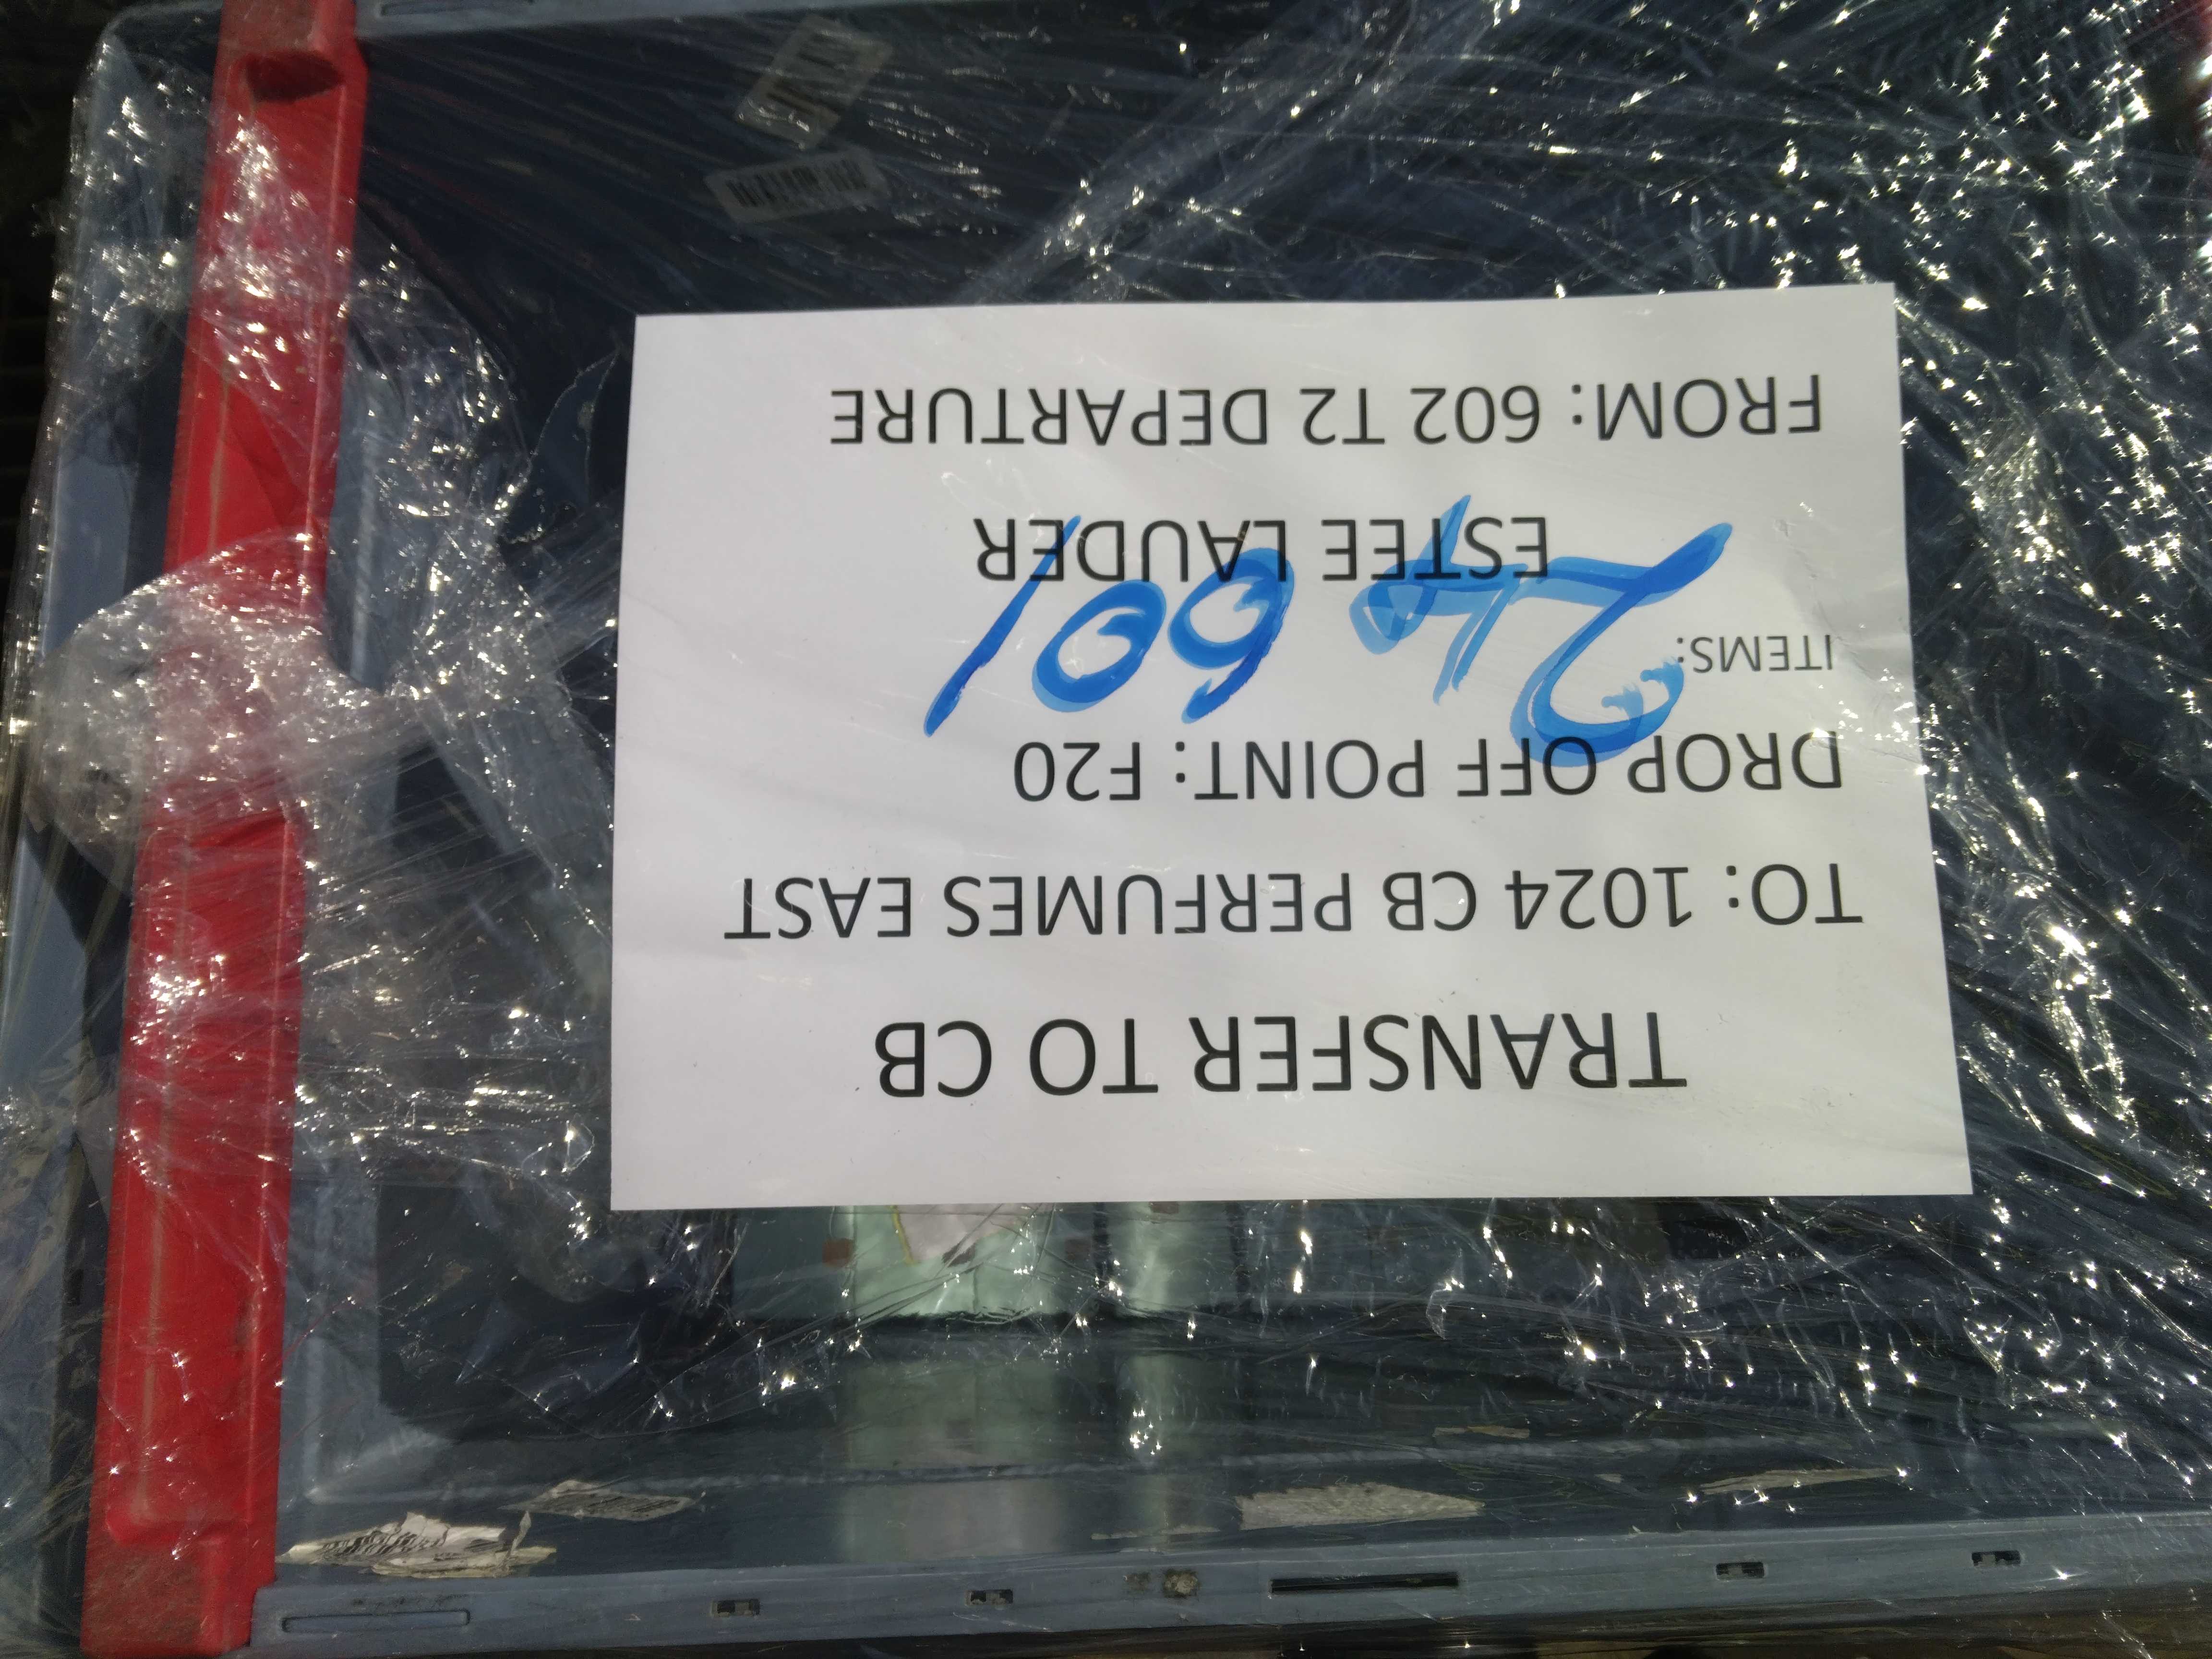 TRANSFER TO CB
TO: 1024 CB PERFUMES EAST
DROP OFF POINT: F20
ITEMS:
24601
ESTEE LAUDER
FROM: 602 T2 DEPARTURE